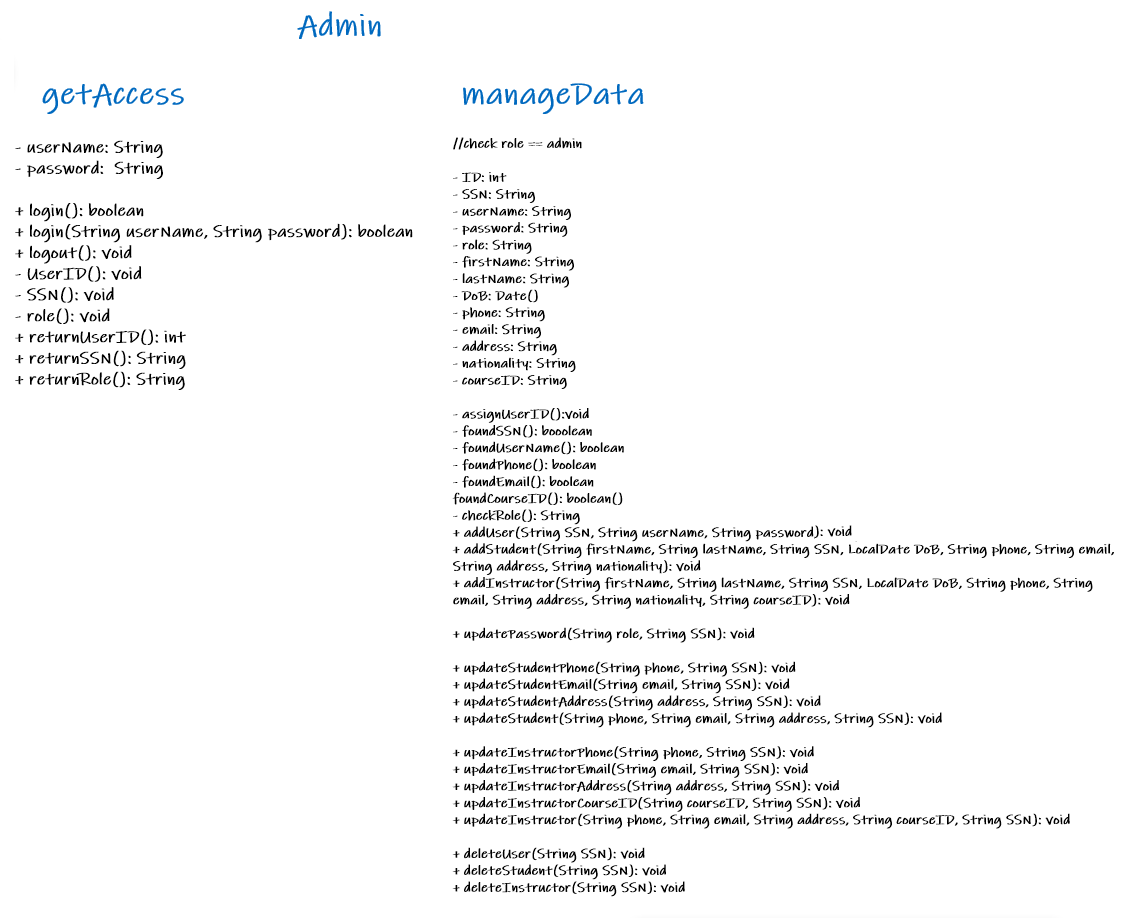 Admin
getAccess
- userName: String
- password:  String
+ login(): boolean
+ login(String userName, String password): boolean
+ logout(): void
- UserID(): void
- SSN(): void
- role(): void
+ returnUserID(): int
+ returnSSN(): String
+ returnRole(): String
manageData
//check role == admin
- ID: int
- SSN: String
- userName: String
- password: String
- role: String
- firstName: String
- lastName: String
- DoB: Date()
- phone: String
- email: String
- address: String
- nationality: String
- courseID: String
- assignUserID():void
- foundSSN(): booolean
- foundUserName(): boolean
- foundPhone(): boolean
- foundEmail(): boolean
foundCourseID(): boolean()
- checkRole(): String
+ addUser(String SSN, String userName, String password): void
+ addStudent(String firstName, String lastName, String SSN, LocalDate DoB, String phone, String email,
String address, String nationality): void
+ addInstructor(String firstName, String lastName, String SSN, LocalDate DoB, String phone, String
email, String address, String nationality, String courseID): void
+ updatePassword(String role, String SSN): void
+ updateStudentPhone(String phone, String SSN): void
+ updateStudentEmail(String email, String SSN): void
+ updateStudentAddress(String address, String SSN): void
+ updateStudent(String phone, String email, String address, String SSN): void
+ updateInstructorPhone(String phone, String SSN): void
+ updateInstructorEmail(String email, String SSN): void
+ updateInstructorAddress(String address, String SSN): void
+ updateInstructorCourseID(String courseID, String SSN): void
+ updateInstructor(String phone, String email, String address, String courseID, String SSN): void
+ deleteUser(String SSN): void
+ deleteStudent(String SSN): void
+ deleteInstructor(String SSN): void